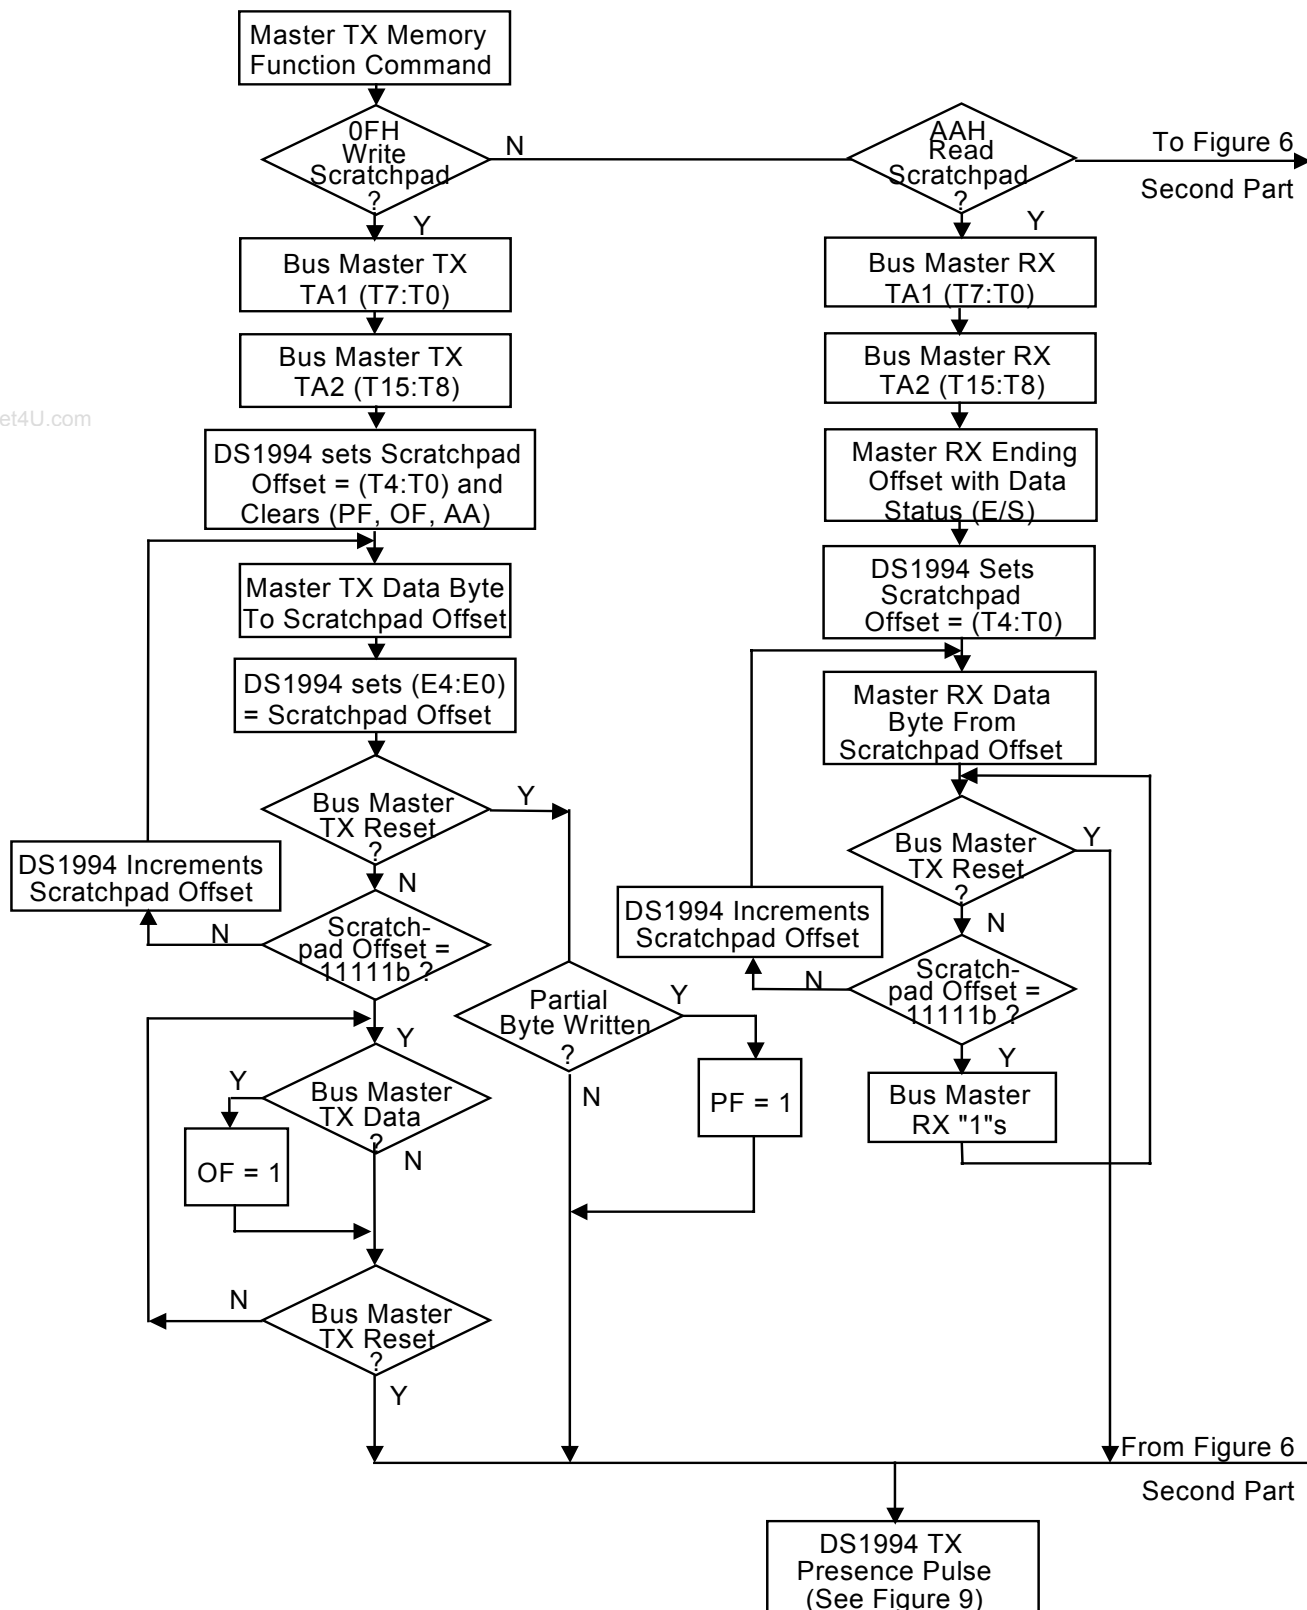 Master TX Memory
Function Command
0FH
Write
Scratchpad
?
N
Y
AAH
Read
Scratchpad
?
Y
To Figure 6
Second Part
Bus Master TX
TA1 (T7:T0)
Bus Master TX
TA2 (T15:T8)
et4U.com
DS1994 sets Scratchpad
Offset = (T4:T0) and
Clears (PF, OF, AA)
Master TX Data Byte
To Scratchpad Offset
DS1994 sets (E4:E0)
= Scratchpad Offset
Bus Master
TX Reset
?
Y
N
DS1994 Increments
Scratchpad Offset
N
Scratch-
pad Offset =
11111b ?
Y
Partial
Byte Written
?
Y
N
PF = 1
Bus Master
TX Data
?
Y
N
OF = 1
Bus Master
TX Reset
?
N
Y
Bus Master RX
TA1 (T7:T0)
Bus Master RX
TA2 (T15:T8)
Master RX Ending
Offset with Data
Status (E/S)
DS1994 Sets
Scratchpad
Offset = (T4:T0)
Master RX Data
Byte From
Scratchpad Offset
Bus Master
TX Reset
?
Y
N
DS1994 Increments
Scratchpad Offset
N
Scratch-
pad Offset =
11111b ?
Y
Bus Master
RX "1"s
From Figure 6
Second Part
DS1994 TX
Presence Pulse
(See Figure 9)